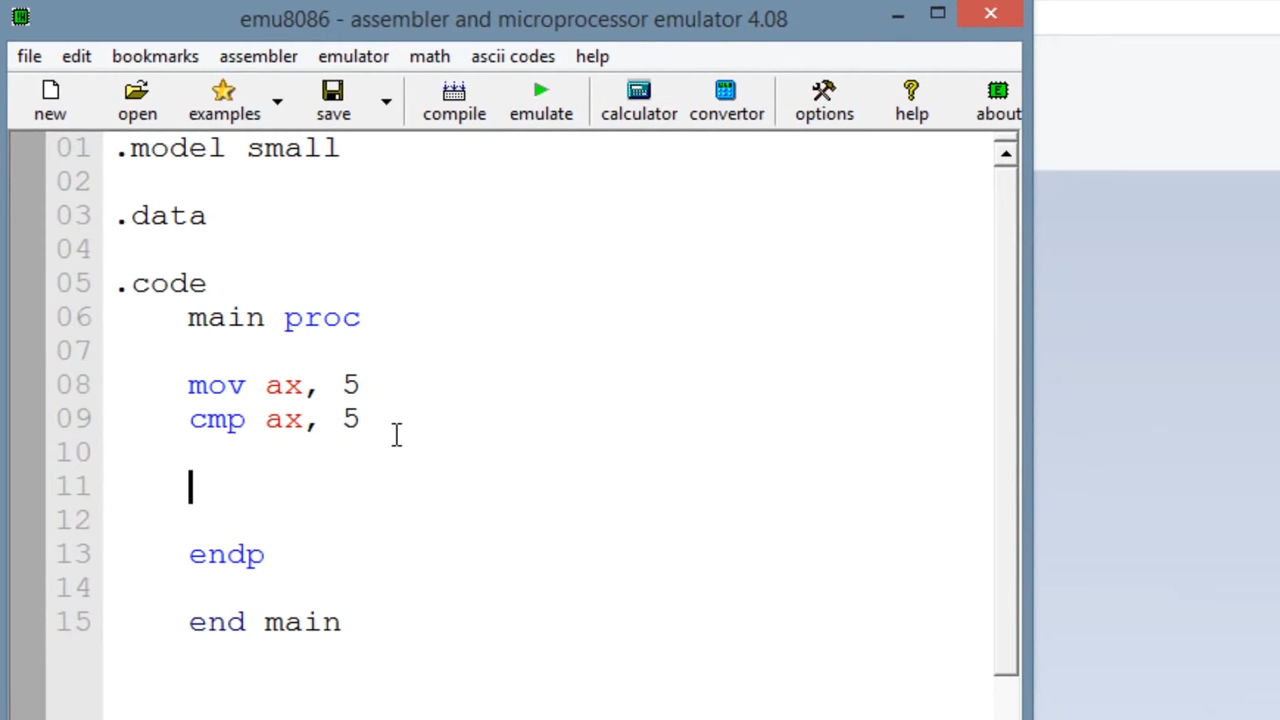 emu8086 - assembler and microprocessor emulator 4.08
file edit bookmarks assembler emulator math ascii codes help
new open examples save compile emulate calculator convertor options help about
01 .model small
02
03 .data
04
05 .code
06 main proc
07
08 mov ax, 5
09 cmp ax, 5
10
11
12
13 endp
14
15 end main